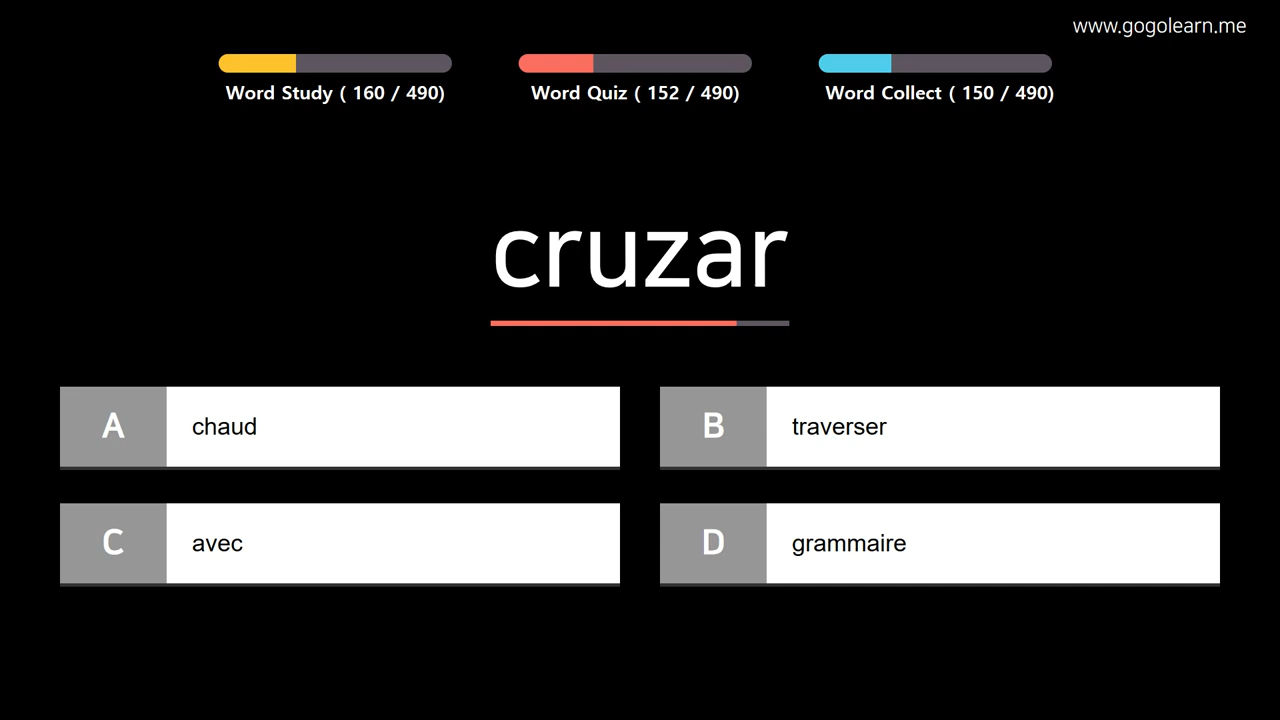 www.gogolearn.me
Word Study ( 160 / 490)
Word Quiz ( 152 / 490)
Word Collect ( 150 / 490)
cruzar
A chaud
B traverser
C avec
D grammaire